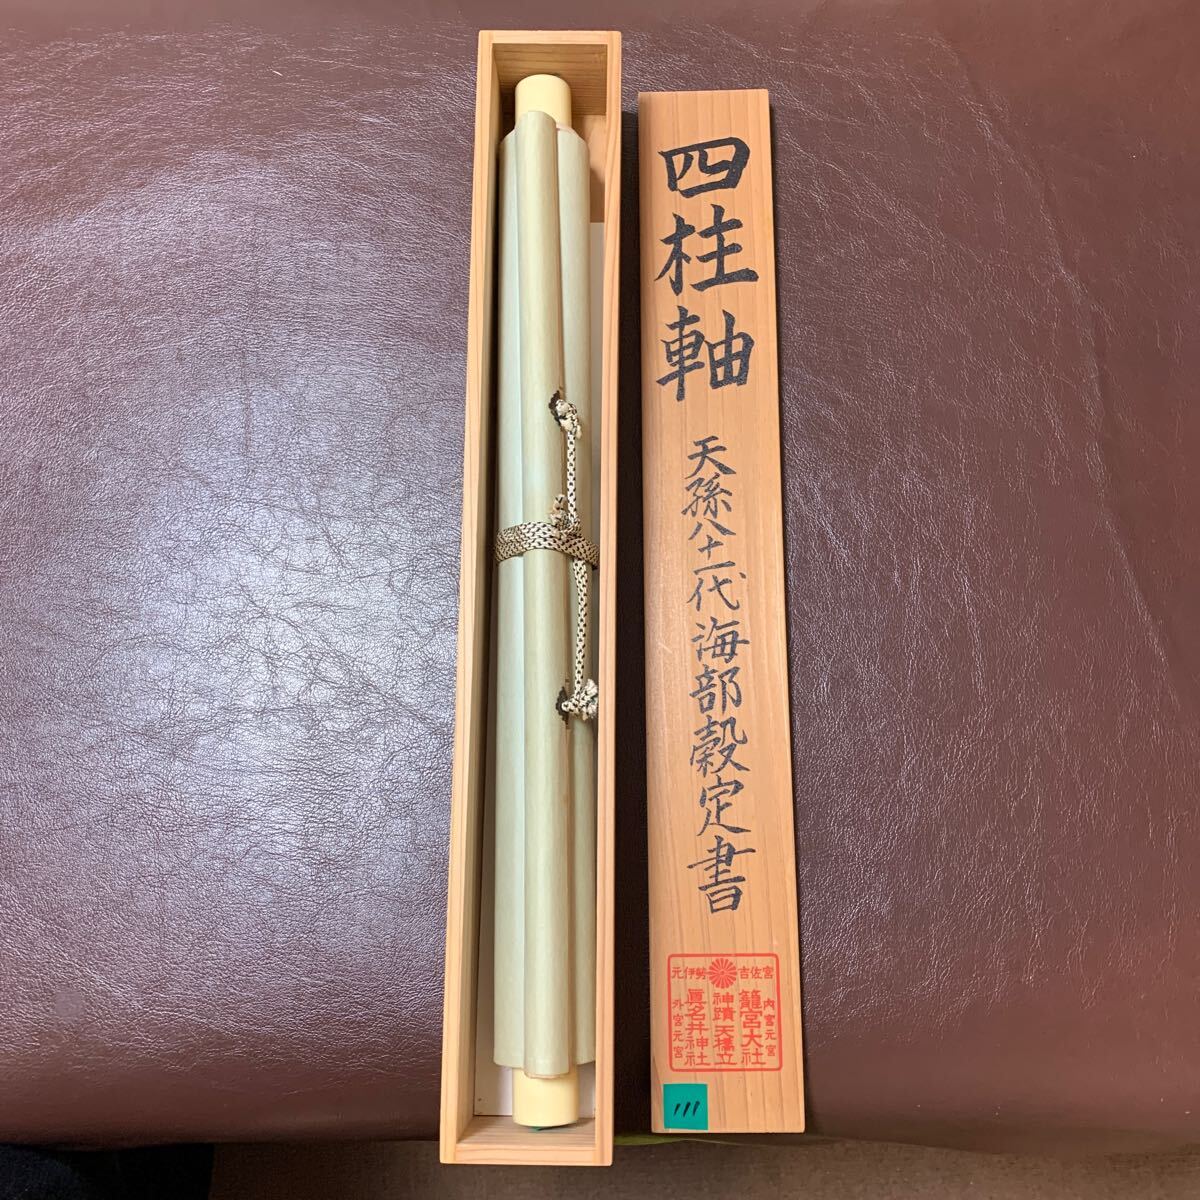 四柱軸
天孫八十一代海部穀定書
元伊勢 吉佐宮
内宮元宮
籠宮大社
神蹟 天橋立
眞名井神社
外宮元宮
111